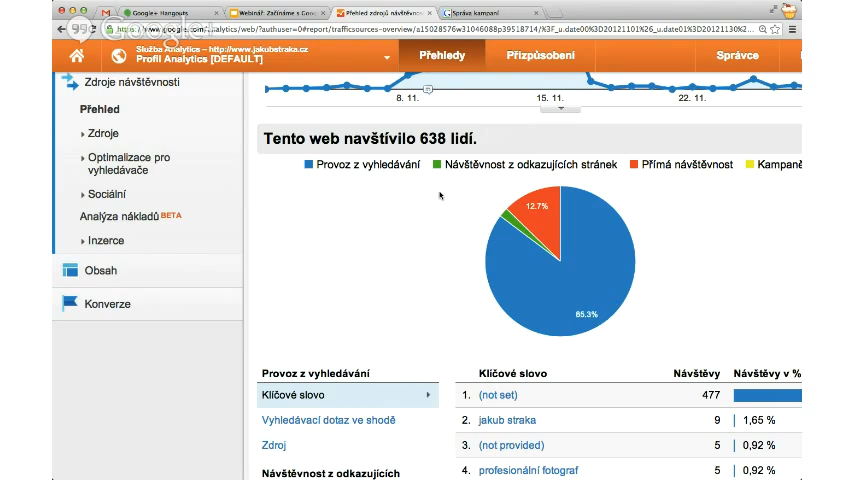 Google+ Hangouts
Webinář: Začínáme s Goog
Přehled zdrojů návštěvnos
Správa kampaní
Služba Analytics – http://www.jakubstraka.cz
Profil Analytics [DEFAULT]
Přehledy
Přizpůsobení
Správce
Zdroje návštěvnosti
Přehled
Zdroje
Optimalizace pro
vyhledávače
Sociální
Analýza nákladů BETA
Inzerce
Obsah
Konverze
8. 11.
15. 11.
22. 11.
Tento web navštívilo 638 lidí.
Provoz z vyhledávání
Návštěvnost z odkazujících stránek
Přímá návštěvnost
Kampaně
12.7%
65.3%
Provoz z vyhledávání
Klíčové slovo
Vyhledávací dotaz ve shodě
Zdroj
Návštěvnost z odkazujících
Klíčové slovo Návštěvy Návštěvy v %
1. (not set) 477
2. jakub straka 9 1,65 %
3. (not provided) 5 0,92 %
4. profesionální fotograf 5 0,92 %